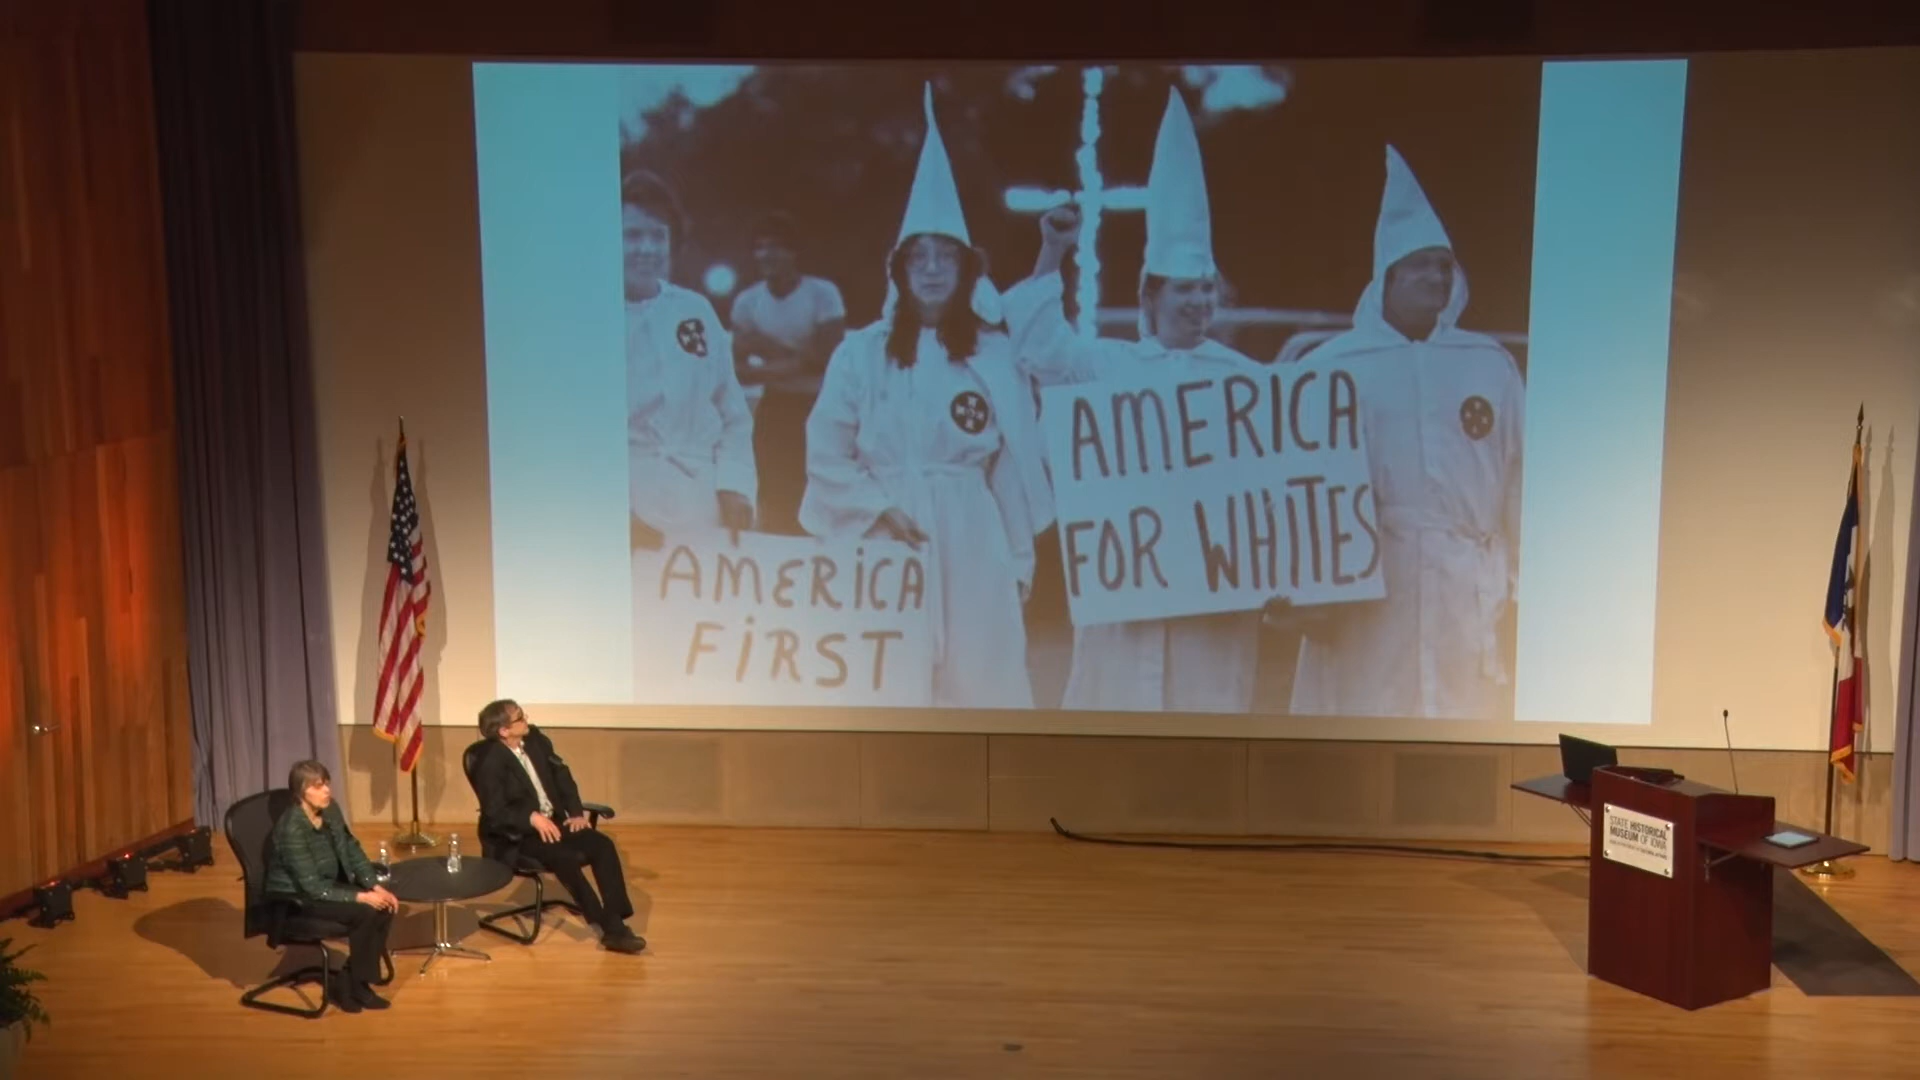 AMERICA
FIRST
AMERICA
FOR WHITES
STATE HISTORICAL
MUSEUM OF IOWA